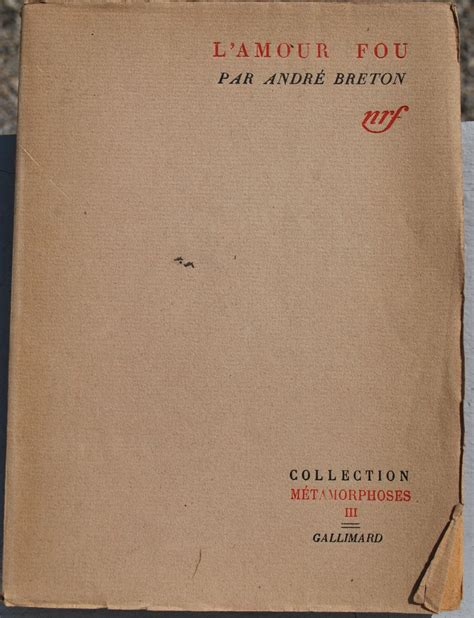 L'AMOUR FOU
PAR ANDRÉ BRETON
nrf
COLLECTION
MÉTAMORPHOSES
III
GALLIMARD